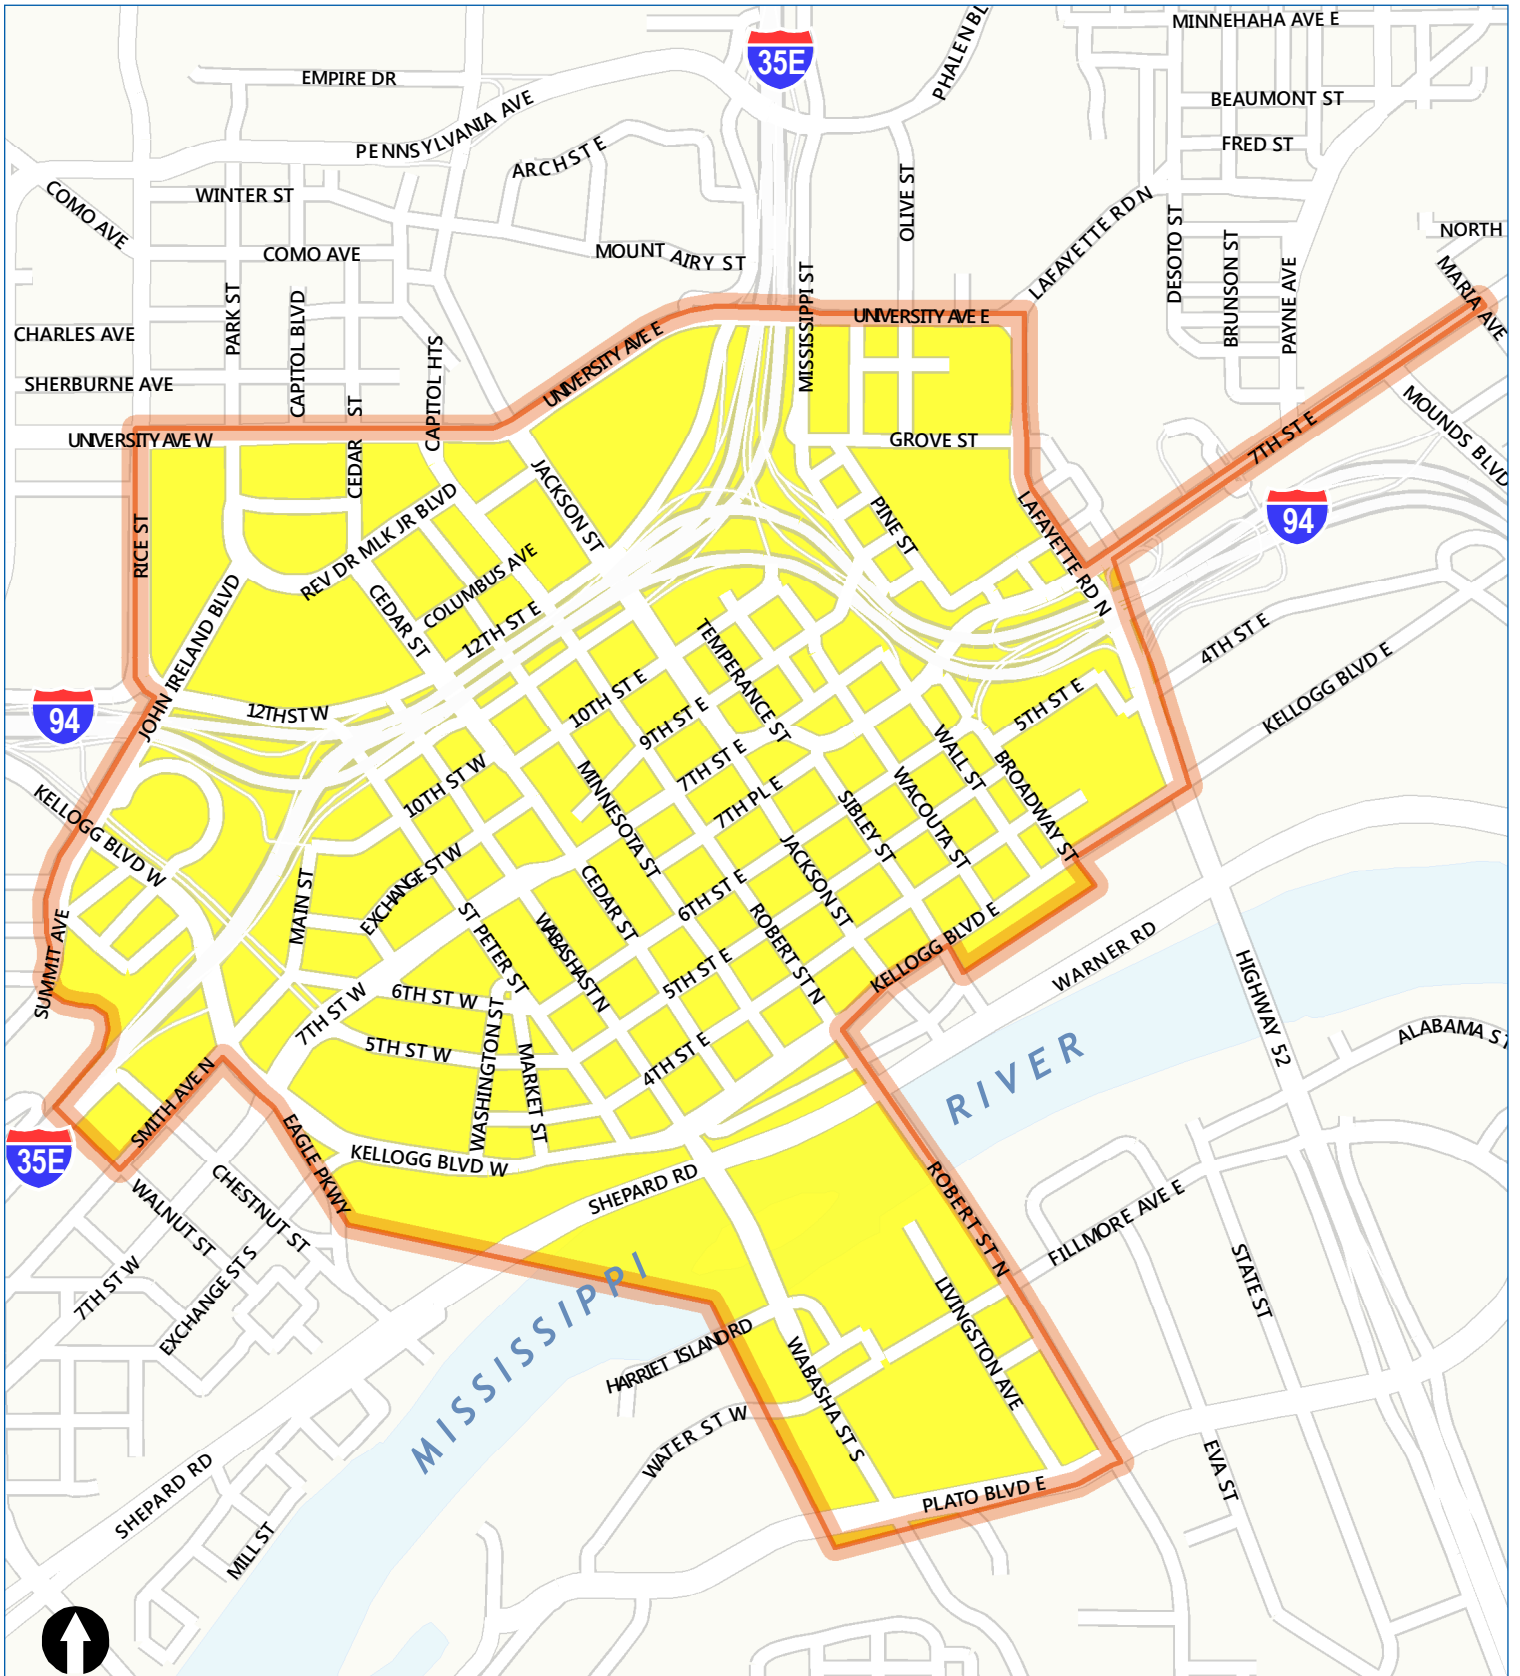 MINNEHAHA AVE E
35E
PHALEN BL
EMPIRE DR
BEAUMONT ST
PENNSYLVANIA AVE
FRED ST
ARCH ST E
WINTER ST
COMO AVE
OLIVE ST
LAFAYETTE RD N
DESOTO ST
NORTH
COMO AVE
MOUNT AIRY ST
MISSISSIPPI ST
BRUNSON ST
PAYNE AVE
MARIA AVE
PARK ST
CAPITOL BLVD
CHARLES AVE
UNIVERSITY AVE E
UNIVERSITY AVE E
CAPITOL HTS
SHERBURNE AVE
CEDAR ST
MOUNDS BLVD
UNIVERSITY AVE W
GROVE ST
7TH ST E
JACKSON ST
REV DR MLK JR BLVD
PINE ST
LAFAYETTE RD N
94
RICE ST
COLUMBUS AVE
CEDAR ST
12TH ST E
JOHN IRELAND BLVD
TEMPERANCE ST
4TH ST E
KELLOGG BLVD E
94
12TH ST W
10TH ST E
9TH ST E
5TH ST E
7TH ST E
WALL ST
BROADWAY ST
10TH ST W
MINNESOTA ST
7TH PL E
WACOUTA ST
SIBLEY ST
KELLOGG BLVD W
JACKSON ST
EXCHANGE ST W
MAIN ST
CEDAR ST
6TH ST E
ST PETER ST
WABASHA ST N
ROBERT ST N
KELLOGG BLVD E
SUMMIT AVE
WARNER RD
HIGHWAY 52
6TH ST W
5TH ST E
7TH ST W
WASHINGTON ST
5TH ST W
MARKET ST
4TH ST E
ALABAMA ST
RIVER
SMITH AVE N
35E
EAGLE PKWY
KELLOGG BLVD W
SHEPARD RD
CHESTNUT ST
WALNUT ST
ROBERT ST N
FILLMORE AVE E
7TH ST W
EXCHANGE ST S
MISSISSIPPI
STATE ST
LIVINGSTON AVE
HARRIET ISLAND RD
WABASHA ST S
WATER ST W
SHEPARD RD
EVA ST
PLATO BLVD E
MILL ST